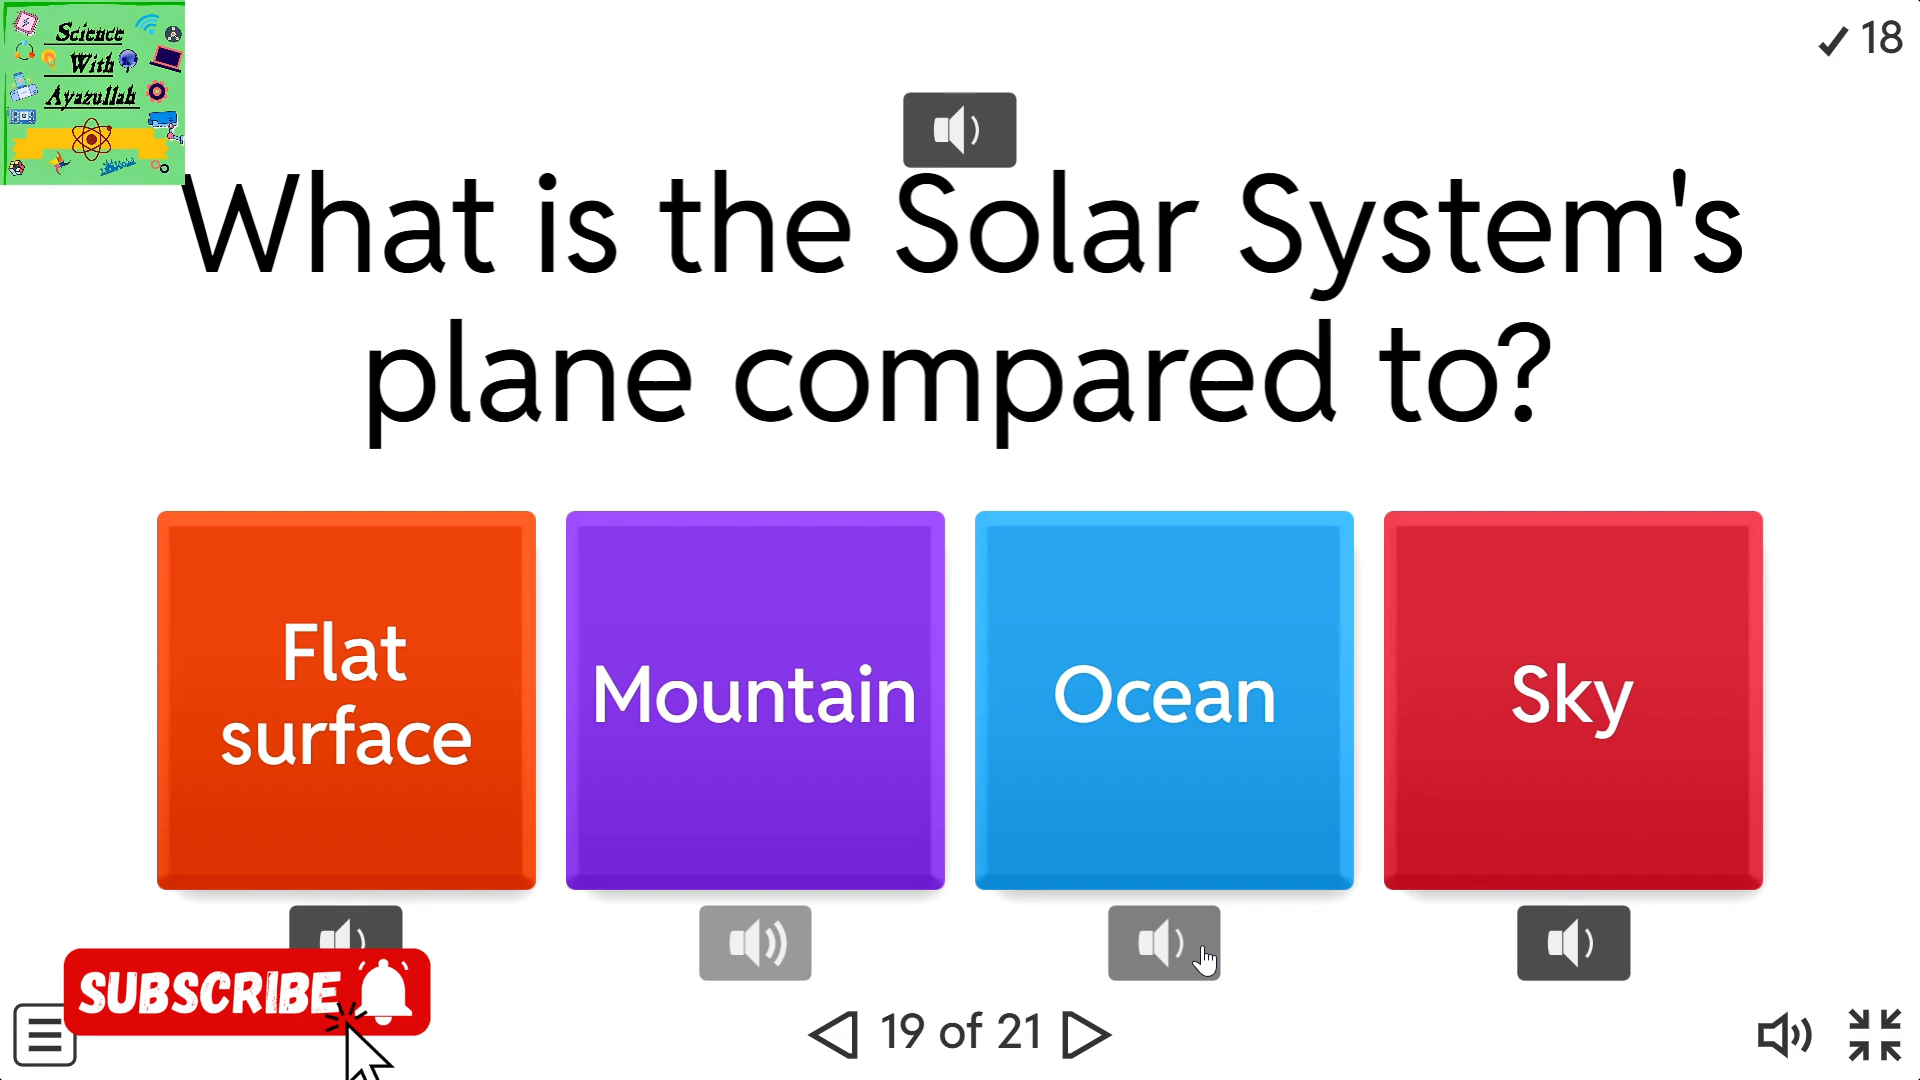 Science
With
Ayazullah
18
What is the Solar System's
plane compared to?
Flat
surface
Mountain
Ocean
Sky
SUBSCRIBE
19 of 21